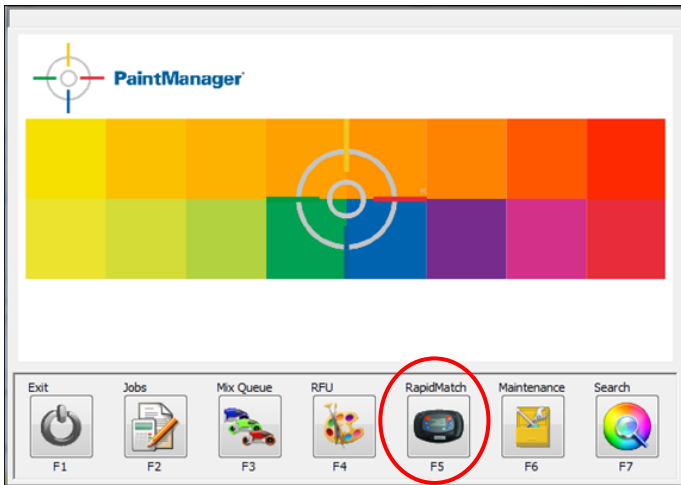 PaintManager
Exit Jobs Mix Queue RFU RapidMatch Maintenance Search
F1 F2 F3 F4 F5 F6 F7